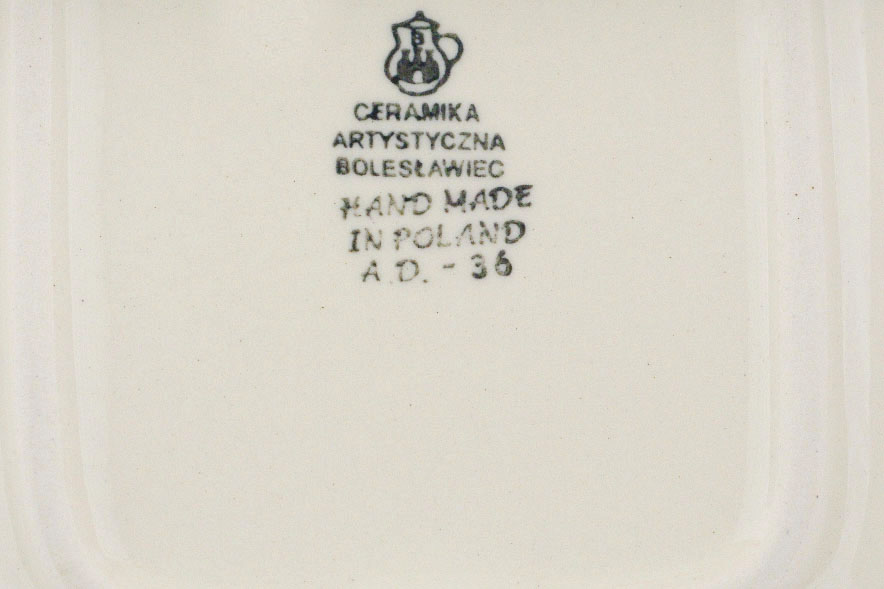 B
CERAMIKA
ARTYSTYCZNA
BOLESŁAWIEC
HAND MADE
IN POLAND
A.D. - 36